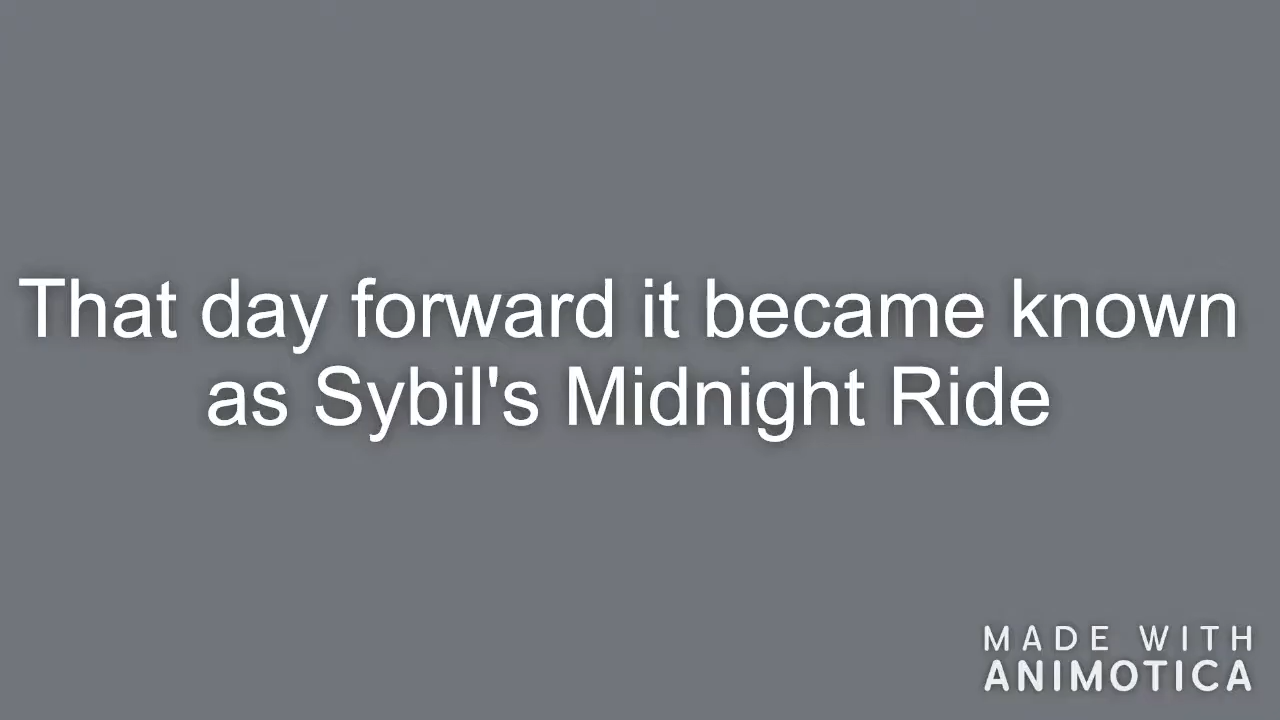 That day forward it became known
as Sybil's Midnight Ride
MADE WITH
ANIMOTICA